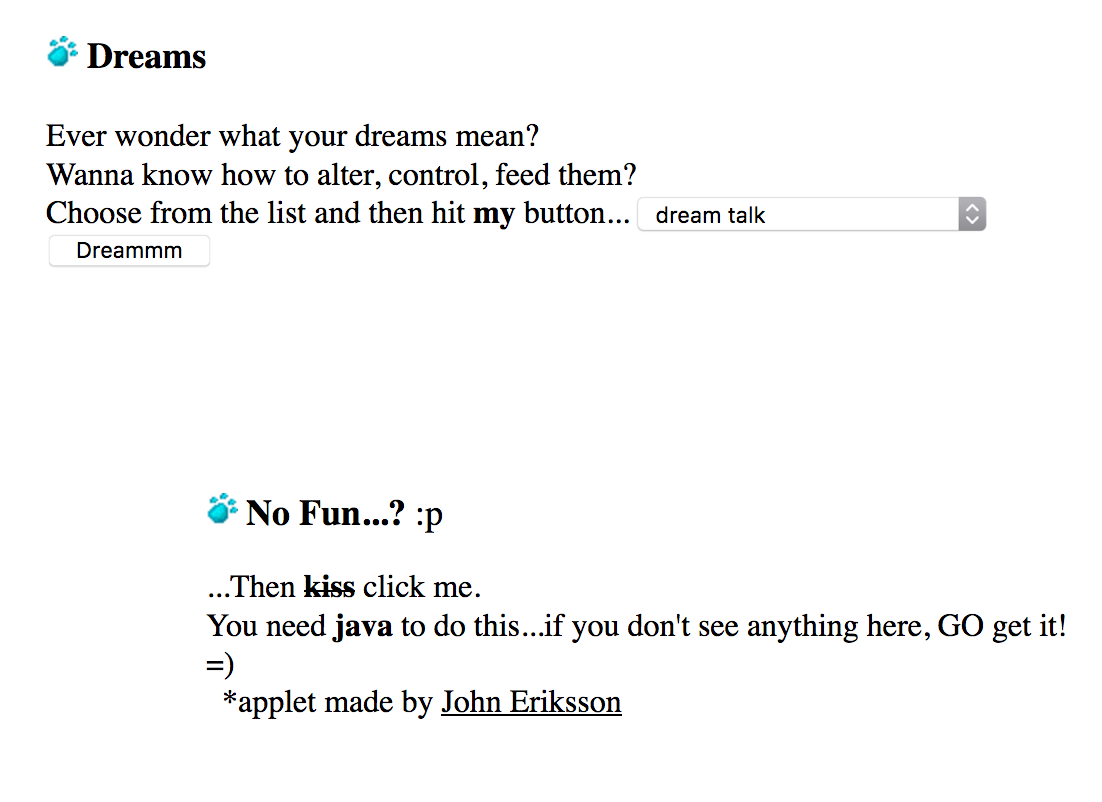 Dreams
Ever wonder what your dreams mean?
Wanna know how to alter, control, feed them?
Choose from the list and then hit my button... dream talk
Dreammm
No Fun...? :p
...Then kiss click me.
You need java to do this...if you don't see anything here, GO get it!
=)
*applet made by John Eriksson